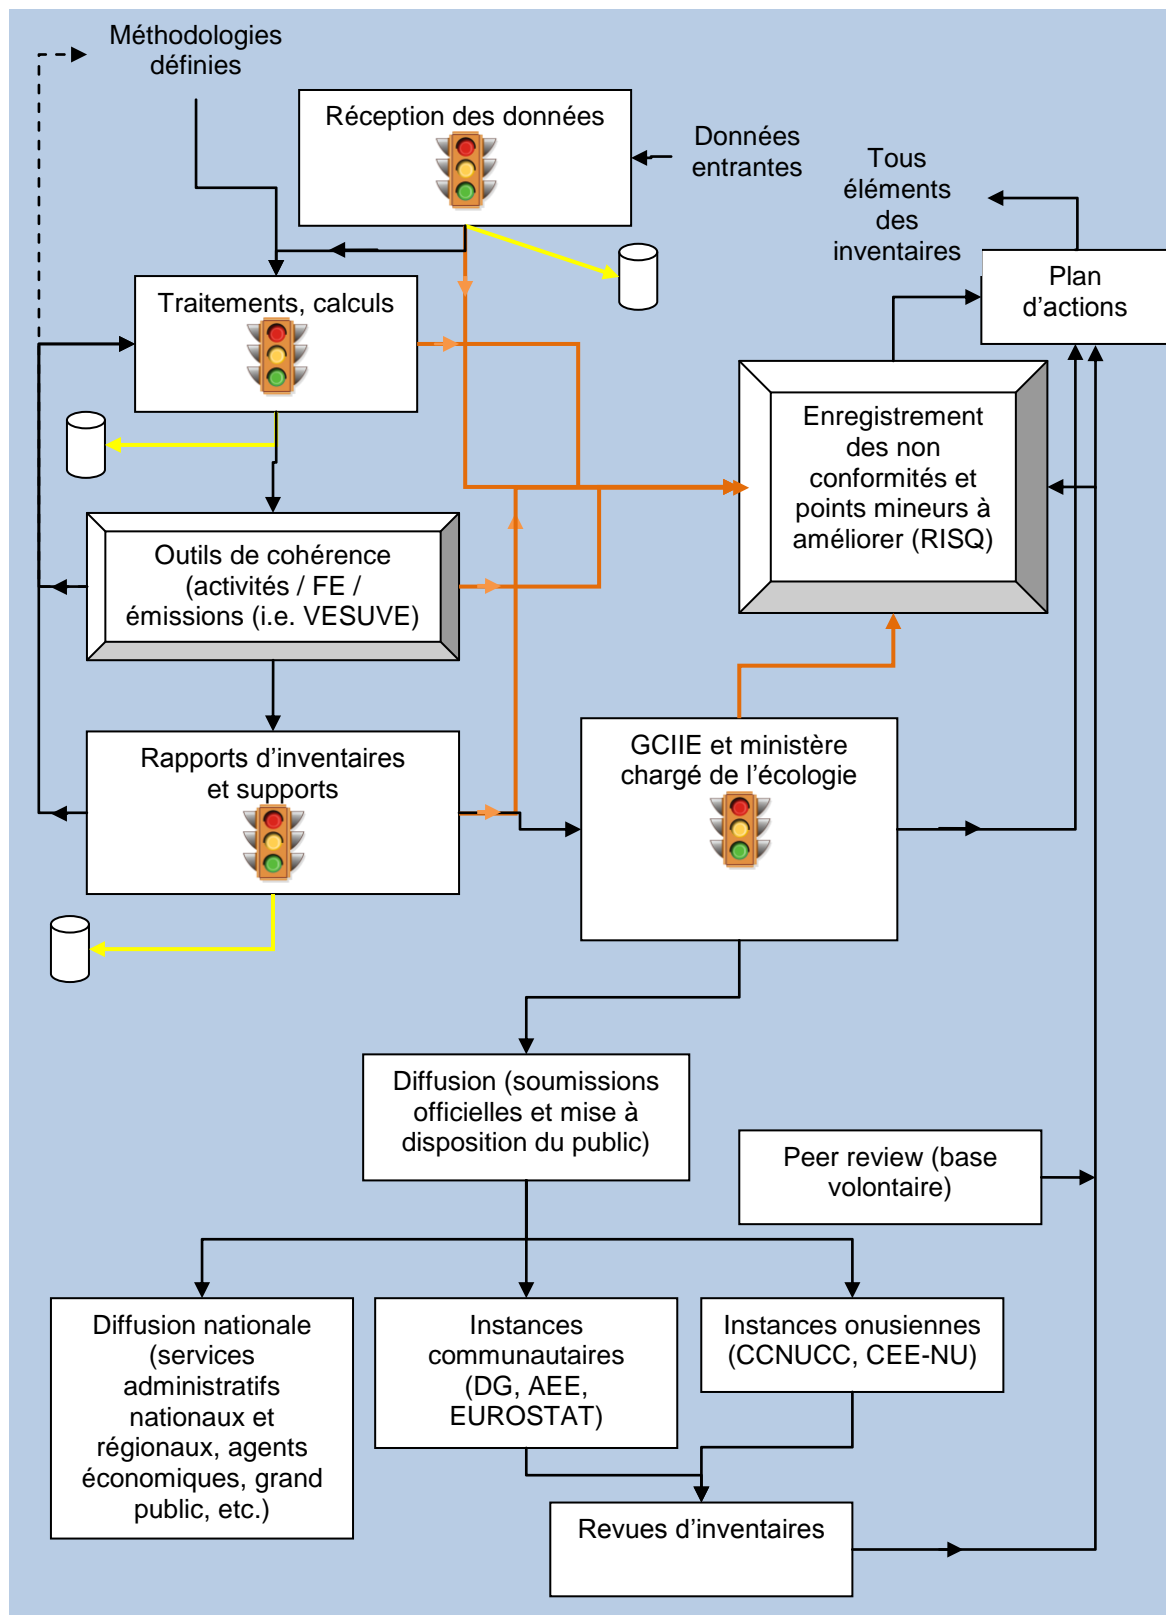 Méthodologies
définies
Réception des données
Données
entrantes
Tous
éléments
des
inventaires
Plan
d’actions
Traitements, calculs
Enregistrement
des non
conformités et
points mineurs à
améliorer (RISQ)
Outils de cohérence
(activités / FE /
émissions (i.e. VESUVE)
Rapports d’inventaires
et supports
GCIIE et ministère
chargé de l’écologie
Diffusion (soumissions
officielles et mise à
disposition du public)
Peer review (base
volontaire)
Diffusion nationale
(services
administratifs
nationaux et
régionaux, agents
économiques, grand
public, etc.)
Instances
communautaires
(DG, AEE,
EUROSTAT)
Instances onusiennes
(CCNUCC, CEE-NU)
Revues d’inventaires